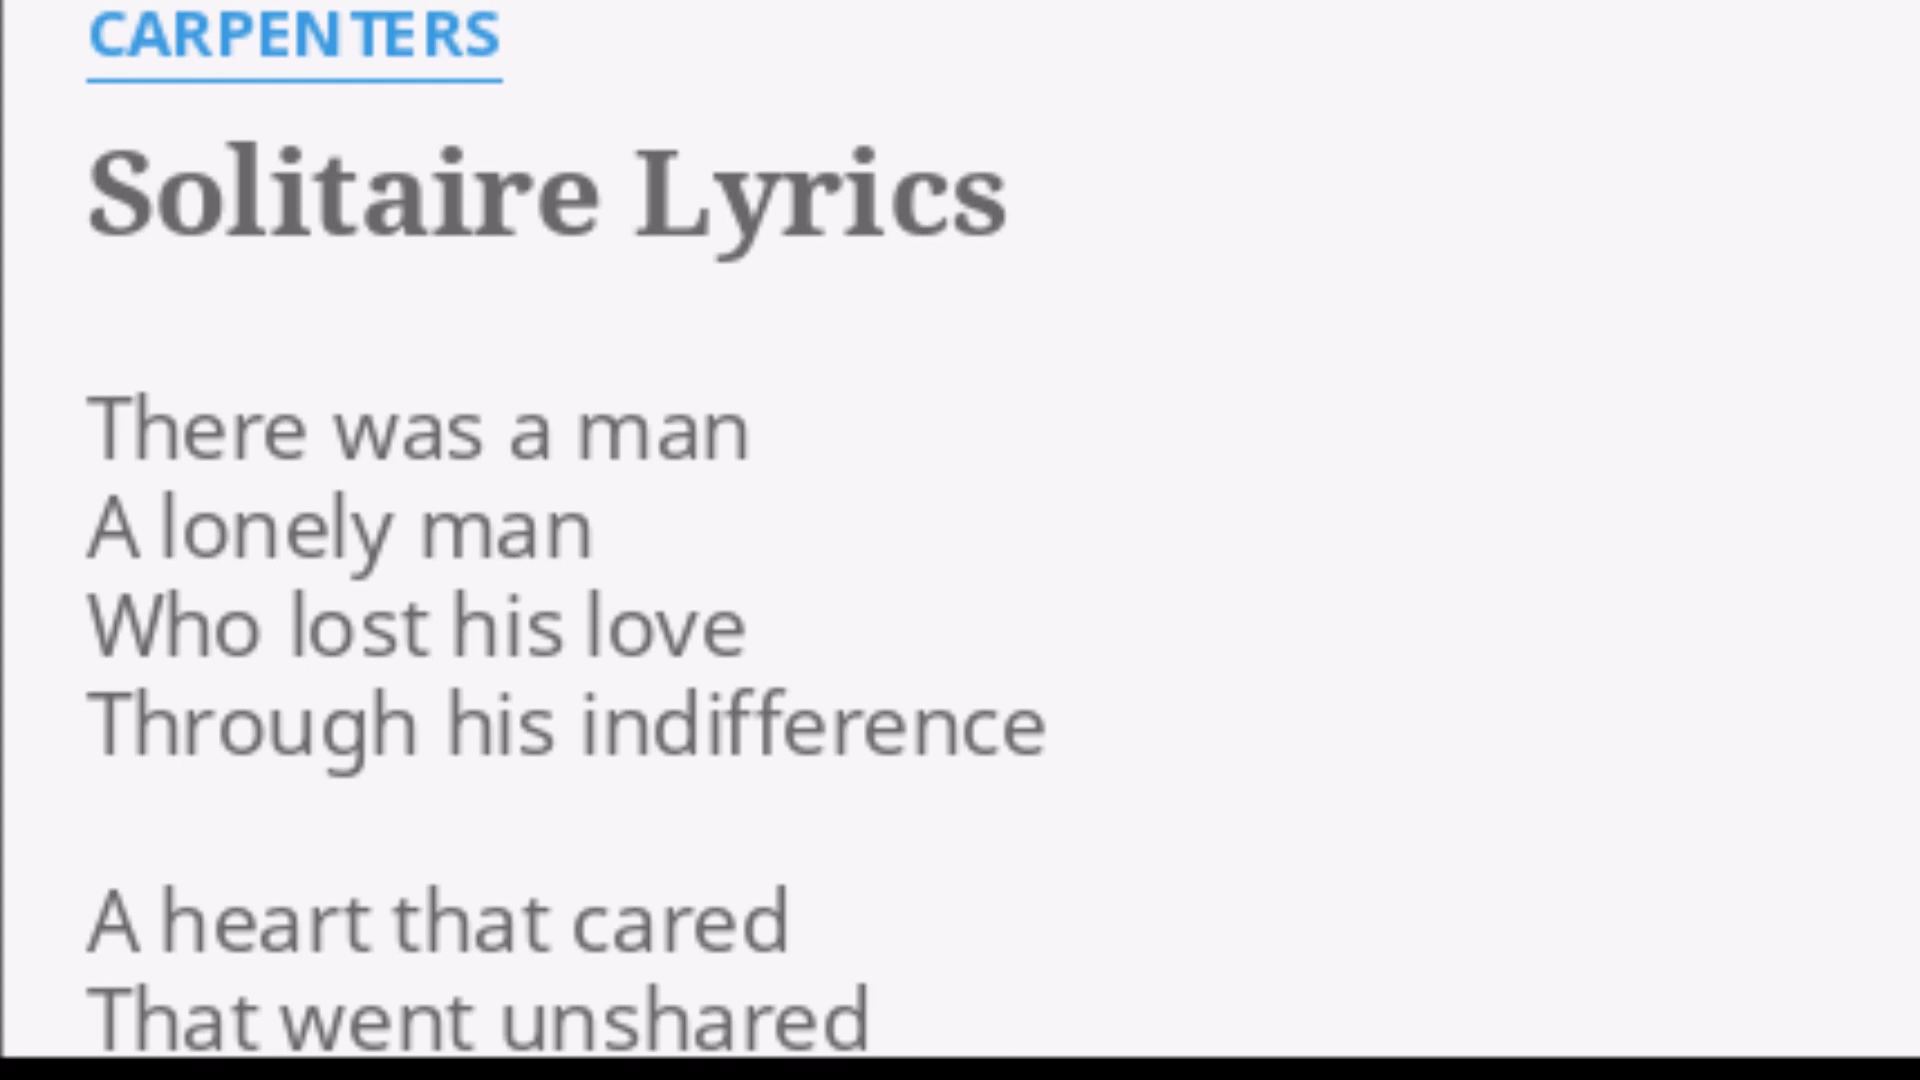 CARPENTERS
Solitaire Lyrics
There was a man
A lonely man
Who lost his love
Through his indifference
A heart that cared
That went unshared